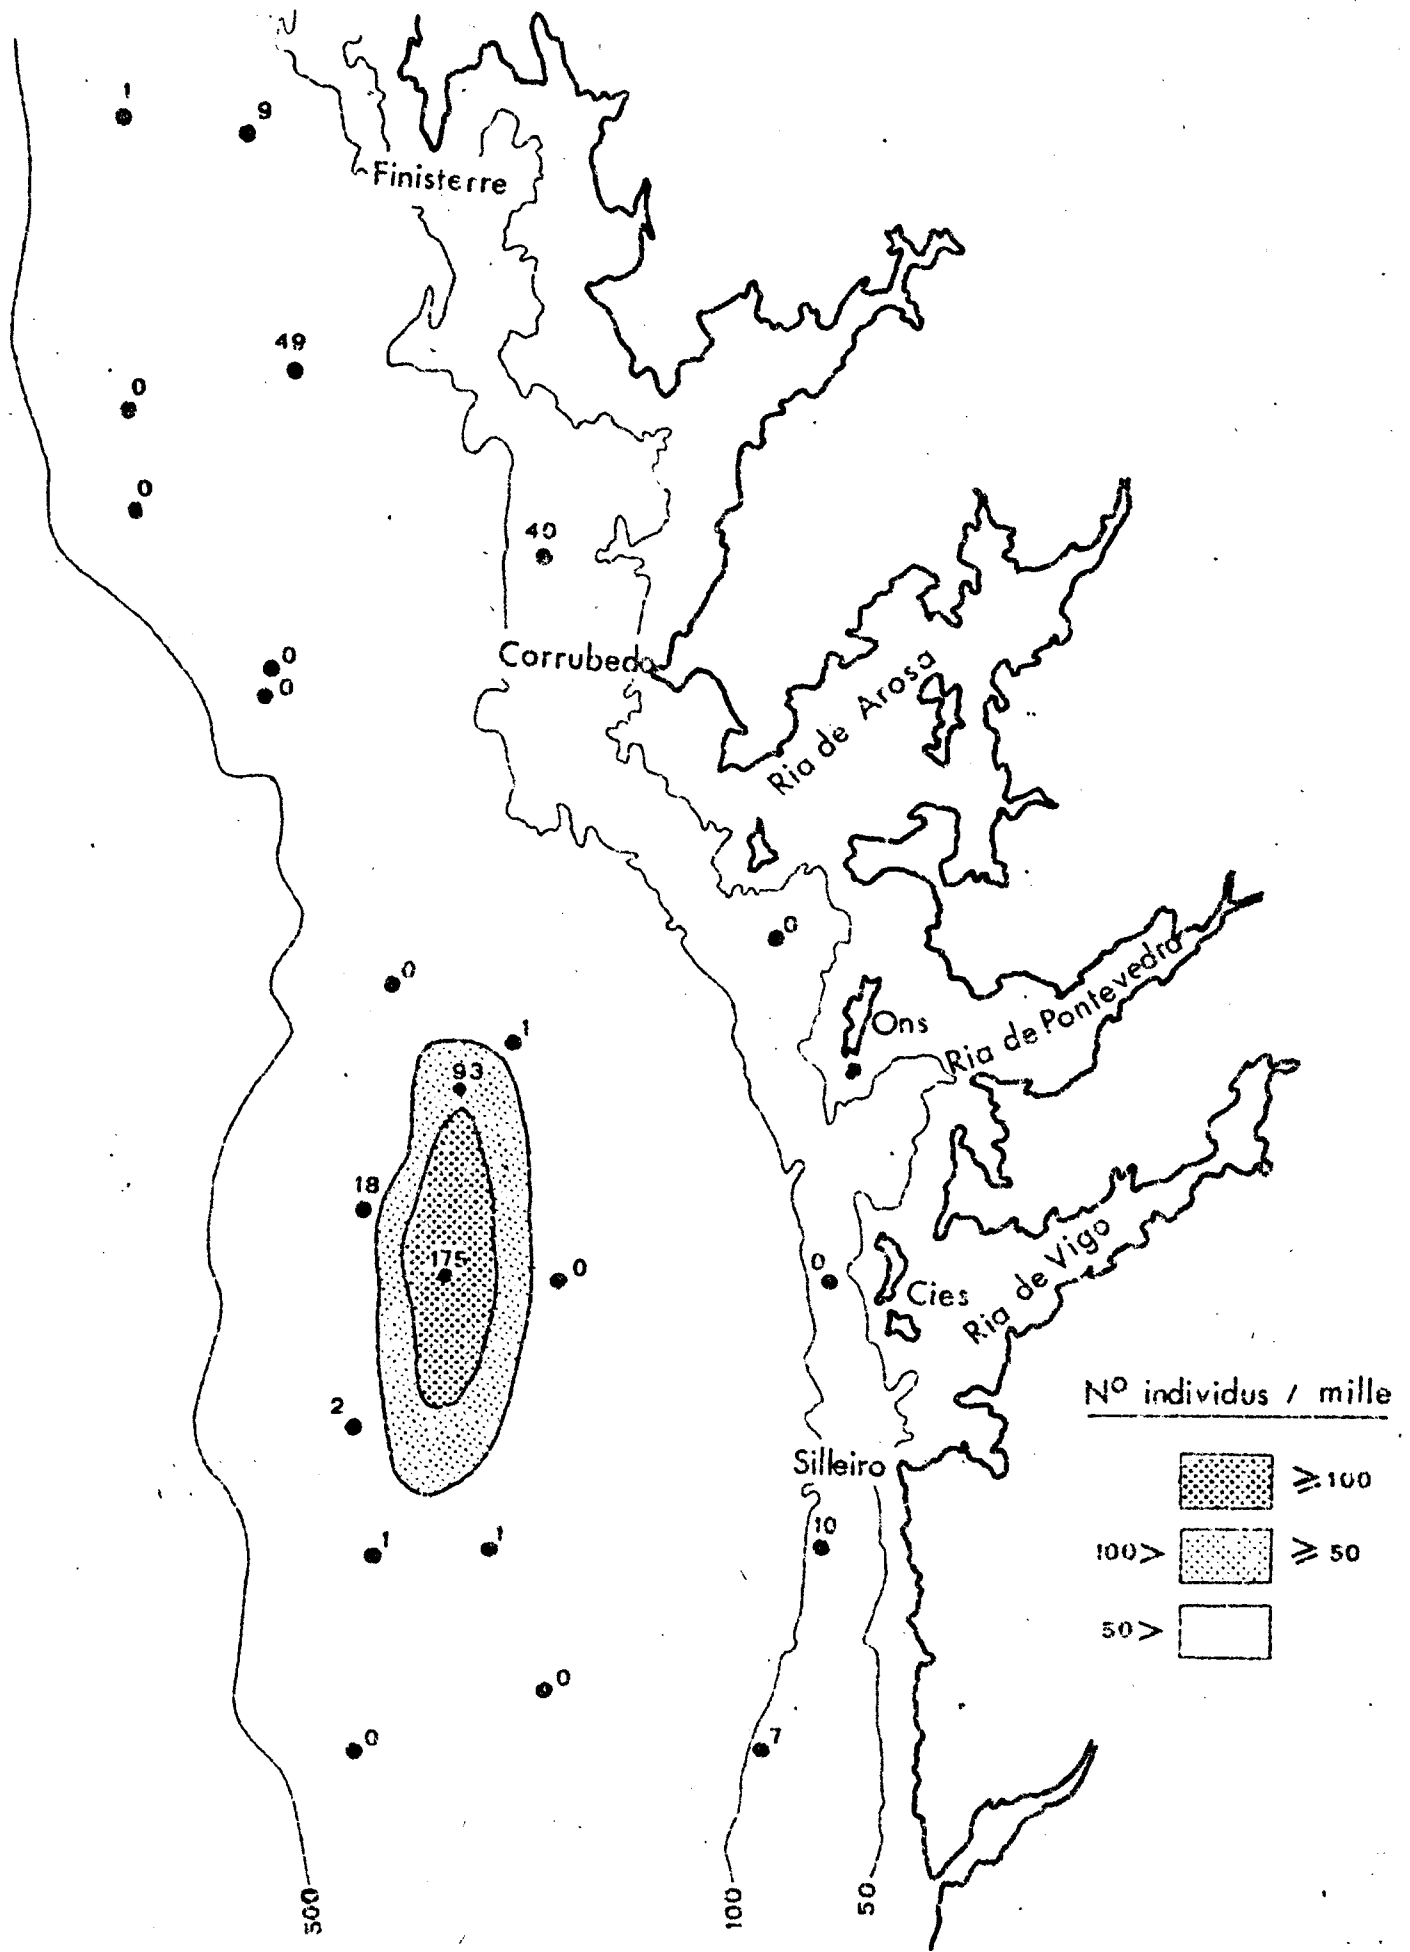 1
9
Finisterre
49
0
0
40
0
0
Corrubedo
Ria de Arosa
0
0
Ons
Ria de Pontevedra
1
93
18
175
0
0
Cies
Ria de Vigo
2
Nº individus / mille
Silleiro
≥100
10
1
1
100> ≥ 50
50>
0
0
7
500
100
50